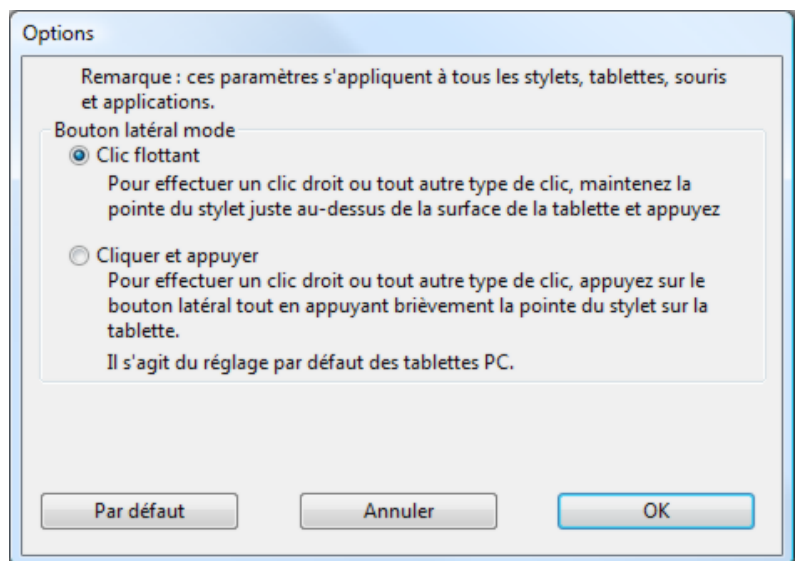 Options
Remarque : ces paramètres s'appliquent à tous les stylets, tablettes, souris
et applications.
Bouton latéral mode
Clic flottant
Pour effectuer un clic droit ou tout autre type de clic, maintenez la
pointe du stylet juste au-dessus de la surface de la tablette et appuyez
Cliquer et appuyer
Pour effectuer un clic droit ou tout autre type de clic, appuyez sur le
bouton latéral tout en appuyant brièvement la pointe du stylet sur la
tablette.
Il s'agit du réglage par défaut des tablettes PC.
Par défaut
Annuler
OK